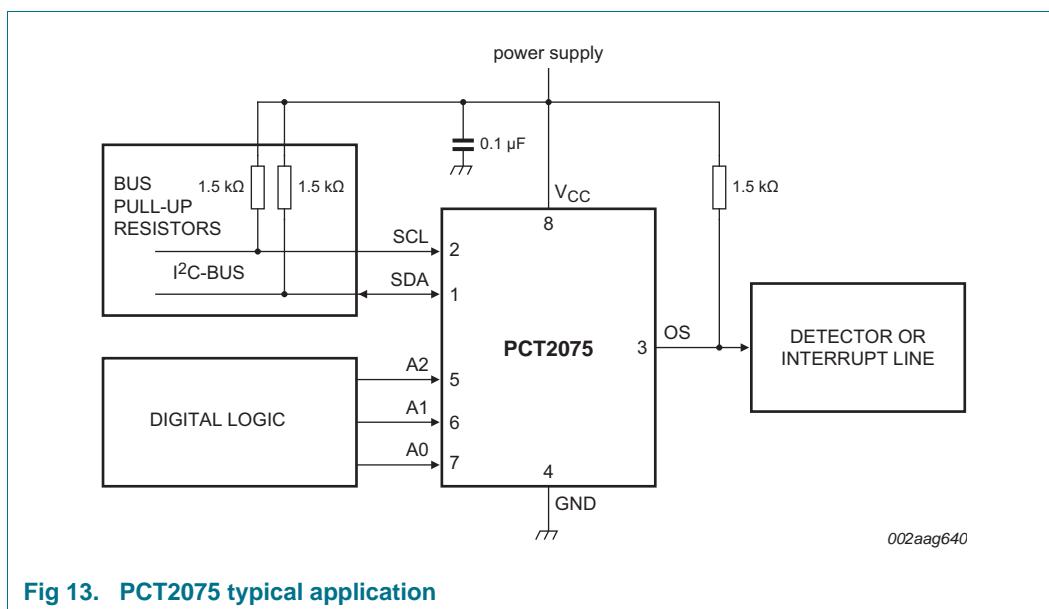 power supply
0.1 µF
BUS
PULL-UP
RESISTORS
1.5 kΩ
1.5 kΩ
1.5 kΩ
VCC
8
SCL
2
I2C-BUS
SDA
1
PCT2075
3
OS
DETECTOR OR
INTERRUPT LINE
DIGITAL LOGIC
A2
5
A1
6
A0
7
4
GND
002aag640
Fig 13. PCT2075 typical application